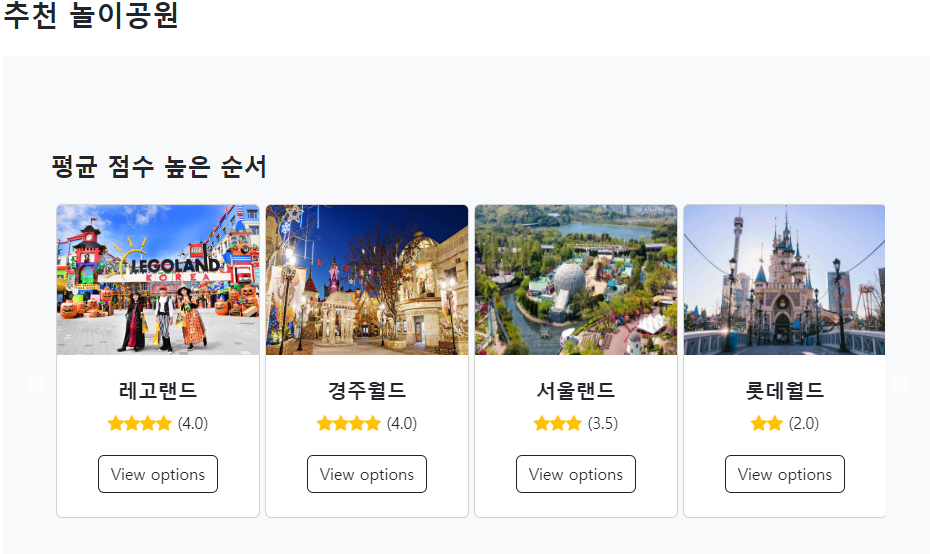 추천 놀이공원
평균 점수 높은 순서
LEGOLAND
KOREA
레고랜드
(4.0)
View options
경주월드
(4.0)
View options
서울랜드
(3.5)
View options
롯데월드
(2.0)
View options